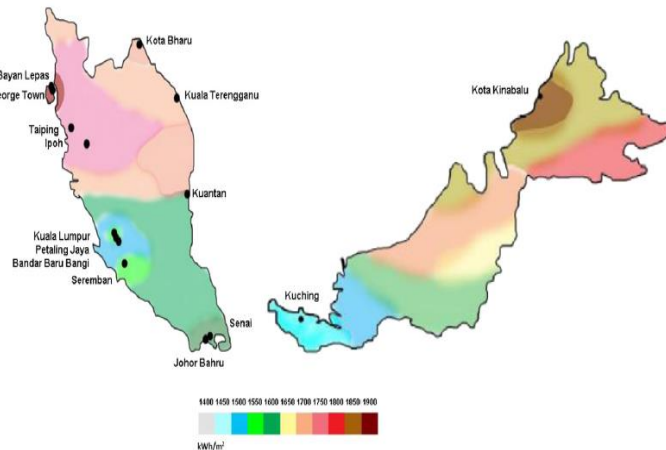 Kota Bharu
Bayan Lepas
eorge Town
Kuala Terengganu
Taiping
Ipoh
Kuantan
Kuala Lumpur
Petaling Jaya
Bandar Baru Bangi
Seremban
Senai
Johor Bahru
Kota Kinabalu
Kuching
1400 1450 1500 1550 1600 1650 1700 1750 1800 1850 1900
kWh/m²